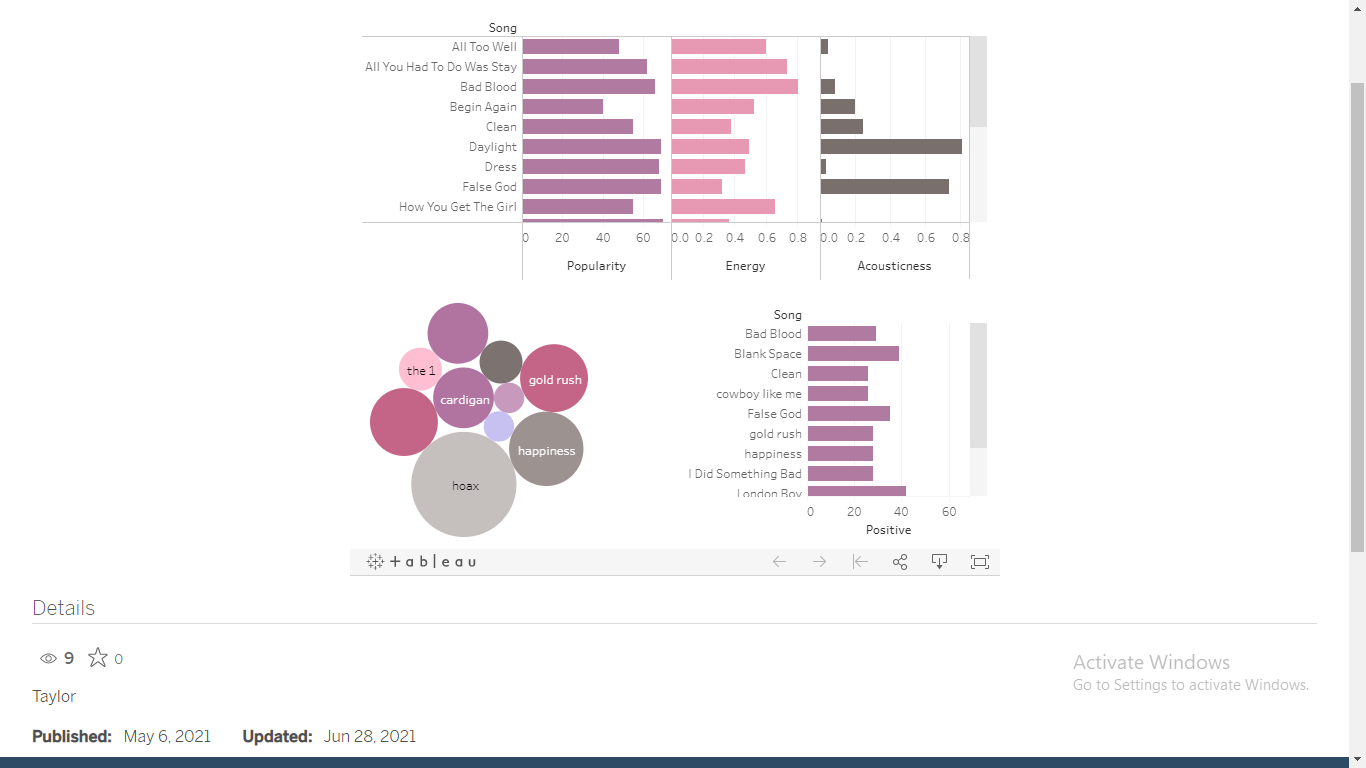 Song
All Too Well
All You Had To Do Was Stay
Bad Blood
Begin Again
Clean
Daylight
Dress
False God
How You Get The Girl
0 20 40 60 0.0 0.2 0.4 0.6 0.8 0.0 0.2 0.4 0.6 0.8
Popularity Energy Acousticness
the 1
gold rush
cardigan
happiness
hoax
Song
Bad Blood
Blank Space
Clean
cowboy like me
False God
gold rush
happiness
I Did Something Bad
London Boy
0 20 40 60
Positive
+ableau
Details
9 0
Taylor
Published: May 6, 2021 Updated: Jun 28, 2021
Activate Windows
Go to Settings to activate Windows.